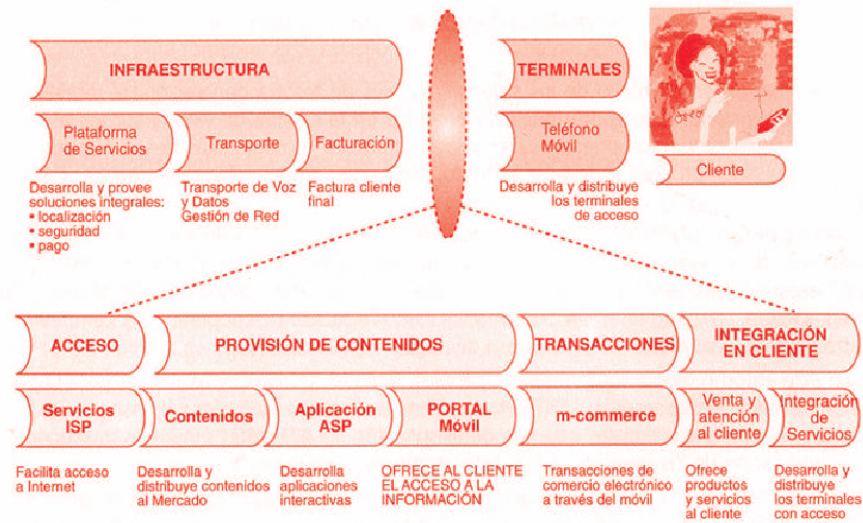 INFRAESTRUCTURA
TERMINALES
Plataforma
de Servicios
Transporte
Facturación
Teléfono
Móvil
Cliente
Desarrolla y provee
soluciones integrales:
▪ localización
▪ seguridad
▪ pago
Transporte de Voz
y Datos
Gestión de Red
Factura cliente
final
Desarrolla y distribuye
los terminales
de acceso
ACCESO
PROVISIÓN DE CONTENIDOS
TRANSACCIONES
INTEGRACIÓN
EN CLIENTE
Servicios
ISP
Contenidos
Aplicación
ASP
PORTAL
Móvil
m-commerce
Venta y
atención
al cliente
Integración
de
Servicios
Facilita acceso
a Internet
Desarrolla y
distribuye contenidos
al Mercado
Desarrolla
aplicaciones
interactivas
OFRECE AL CLIENTE
EL ACCESO A LA
INFORMACIÓN
Transacciones de
comercio electrónico
a través del móvil
Ofrece
productos
y servicios
al cliente
Desarrolla y
distribuye
los terminales
con acceso